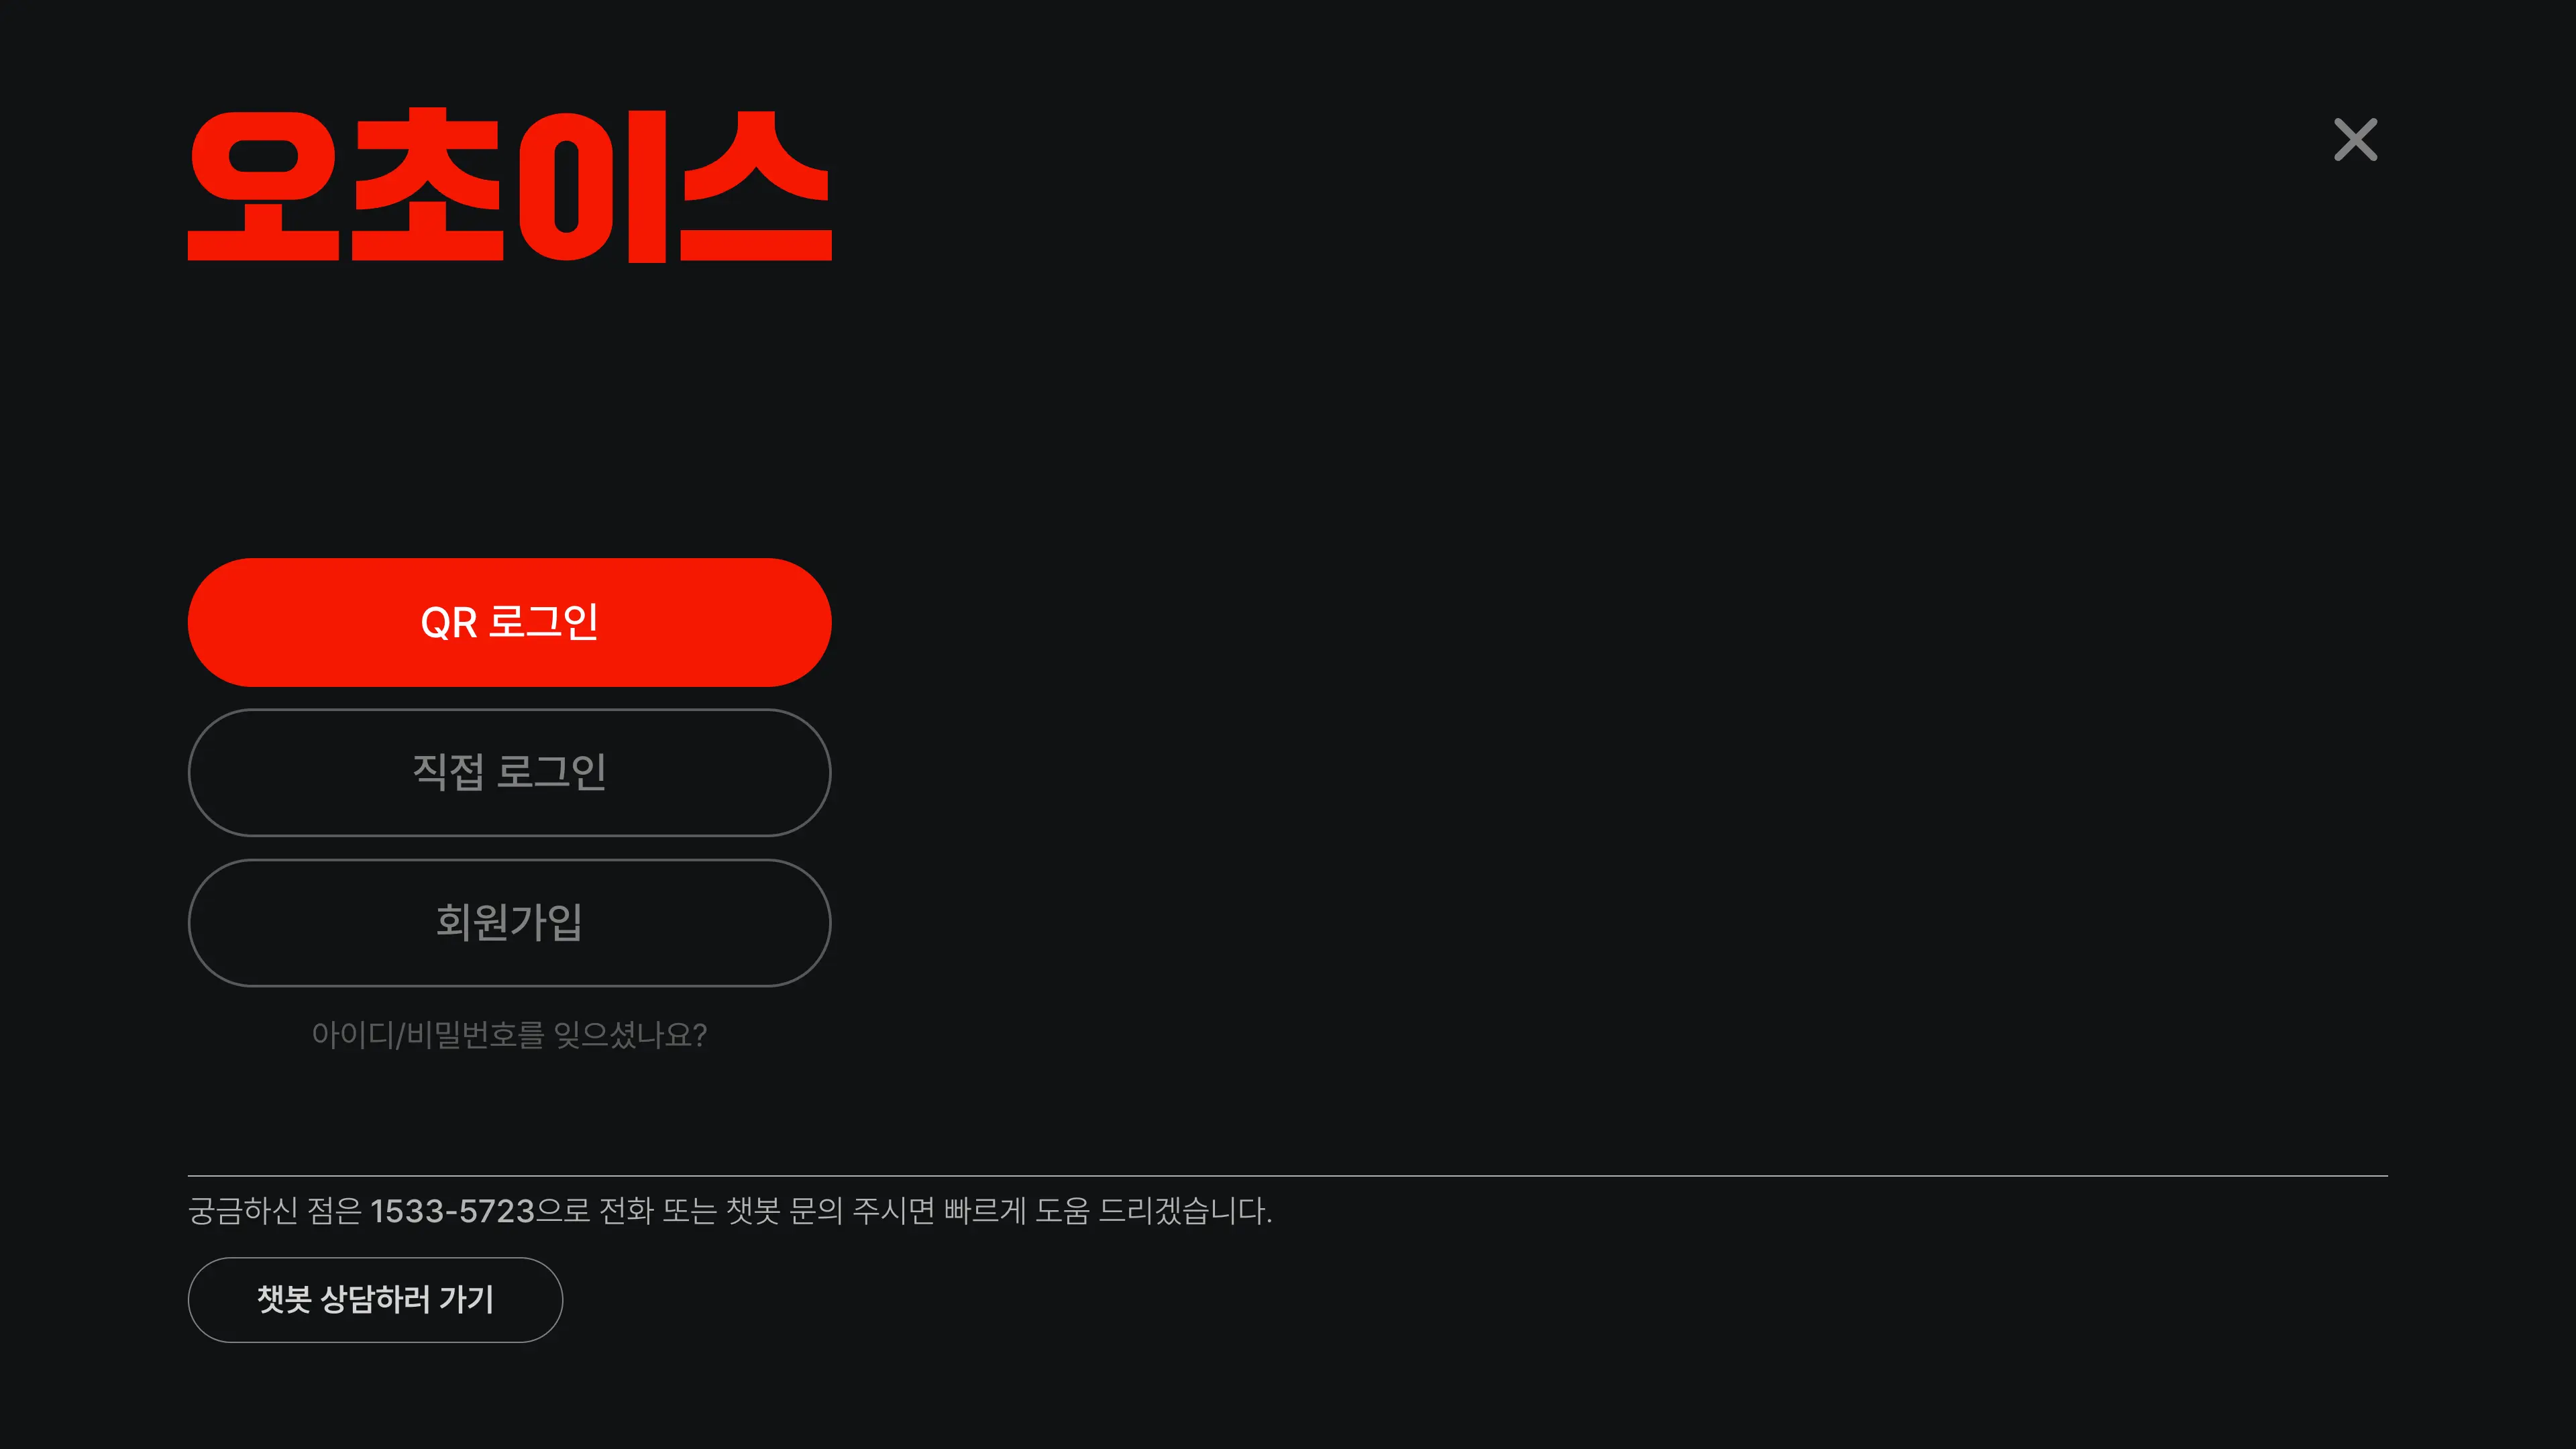 오초이스
QR 로그인
직접 로그인
회원가입
아이디/비밀번호를 잊으셨나요?
궁금하신 점은 1533-5723으로 전화 또는 챗봇 문의 주시면 빠르게 도움 드리겠습니다.
챗봇 상담하러 가기